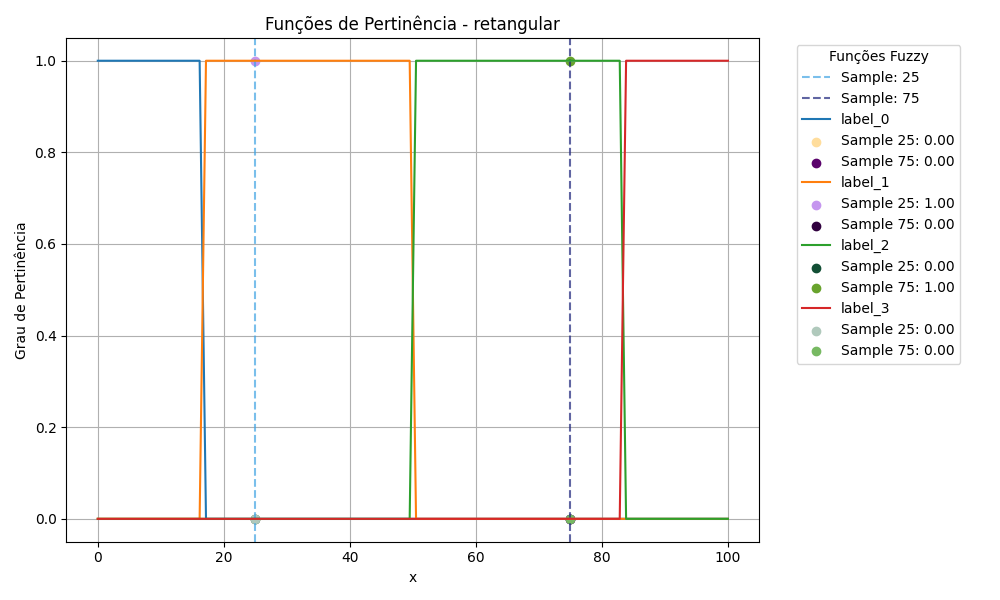 Funções de Pertinência - retangular
Grau de Pertinência
1.0
0.8
0.6
0.4
0.2
0.0
0
20
40
60
80
100
x
Funções Fuzzy
Sample: 25
Sample: 75
label_0
Sample 25: 0.00
Sample 75: 0.00
label_1
Sample 25: 1.00
Sample 75: 0.00
label_2
Sample 25: 0.00
Sample 75: 1.00
label_3
Sample 25: 0.00
Sample 75: 0.00